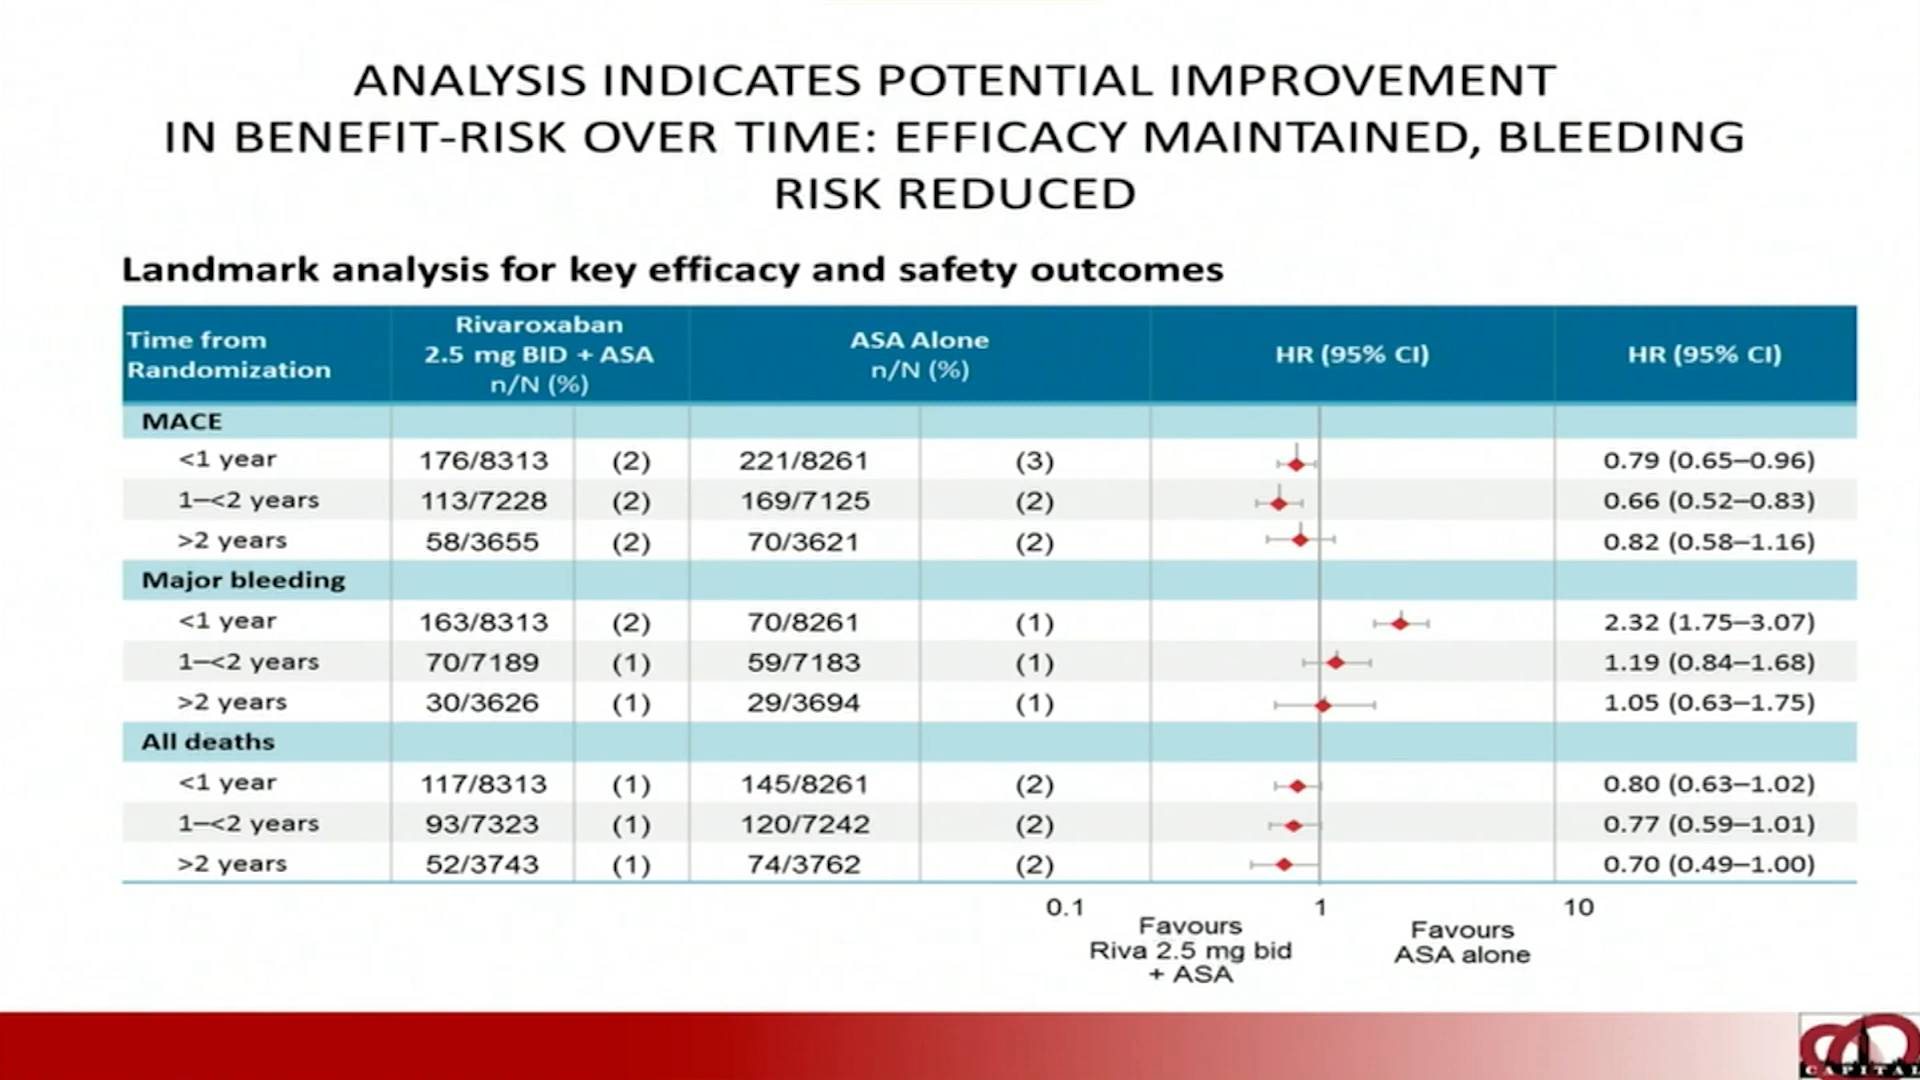 ANALYSIS INDICATES POTENTIAL IMPROVEMENT
IN BENEFIT-RISK OVER TIME: EFFICACY MAINTAINED, BLEEDING
RISK REDUCED
Landmark analysis for key efficacy and safety outcomes
Time from Randomization | Rivaroxaban 2.5 mg BID + ASA n/N (%) | ASA Alone n/N (%) | HR (95% CI) | HR (95% CI)
MACE
<1 year 176/8313 (2) 221/8261 (3) 0.79 (0.65–0.96)
1–<2 years 113/7228 (2) 169/7125 (2) 0.66 (0.52–0.83)
>2 years 58/3655 (2) 70/3621 (2) 0.82 (0.58–1.16)
Major bleeding
<1 year 163/8313 (2) 70/8261 (1) 2.32 (1.75–3.07)
1–<2 years 70/7189 (1) 59/7183 (1) 1.19 (0.84–1.68)
>2 years 30/3626 (1) 29/3694 (1) 1.05 (0.63–1.75)
All deaths
<1 year 117/8313 (1) 145/8261 (2) 0.80 (0.63–1.02)
1–<2 years 93/7323 (1) 120/7242 (2) 0.77 (0.59–1.01)
>2 years 52/3743 (1) 74/3762 (2) 0.70 (0.49–1.00)
0.1 1 10
Favours
Riva 2.5 mg bid
+ ASA
Favours
ASA alone
CAPITAL